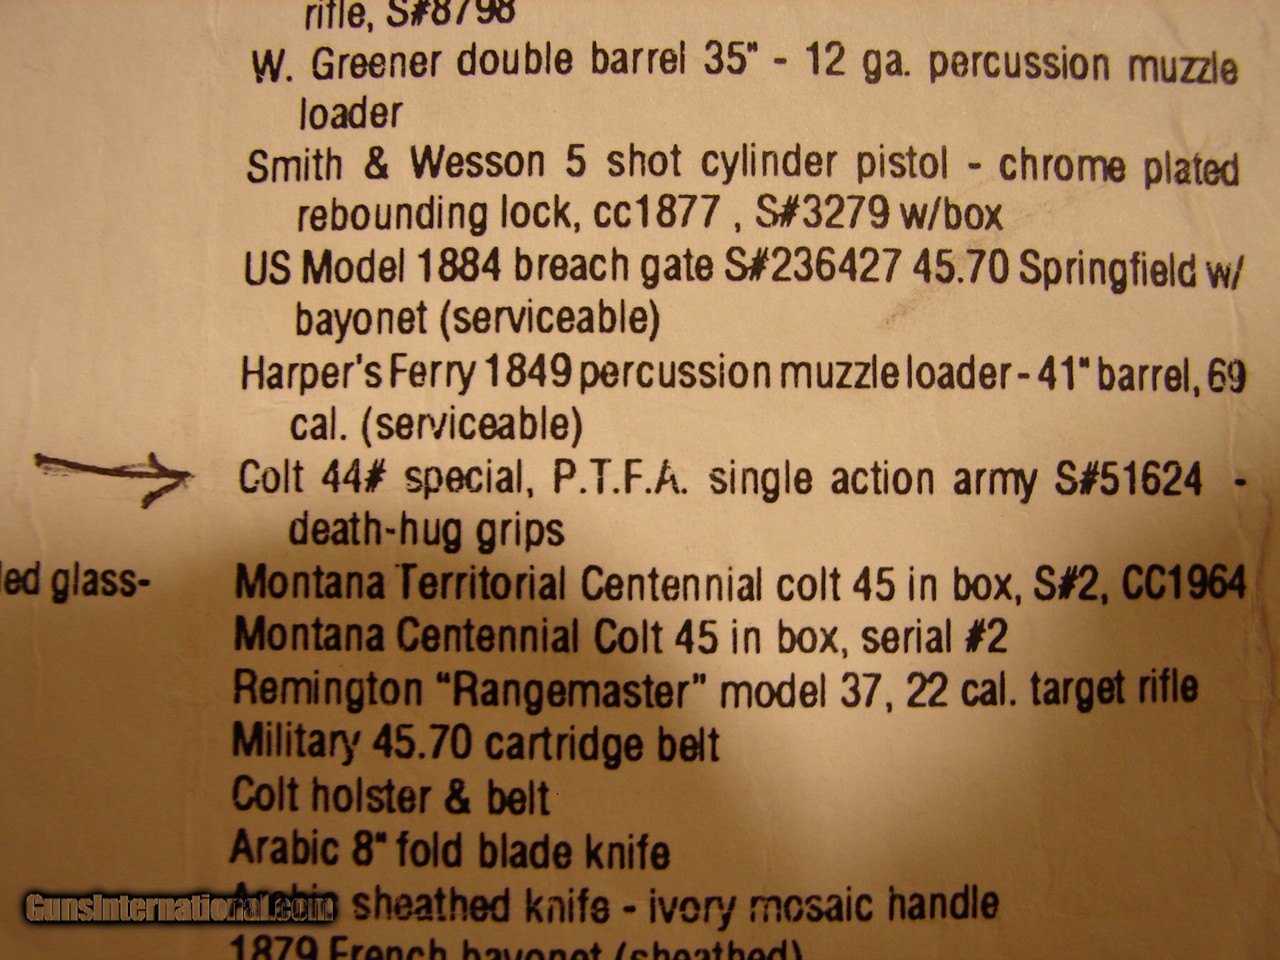 rifle, S#8798
W. Greener double barrel 35" - 12 ga. percussion muzzle
loader
Smith & Wesson 5 shot cylinder pistol - chrome plated
rebounding lock, cc1877 , S#3279 w/box
US Model 1884 breach gate S#236427 45.70 Springfield w/
bayonet (serviceable)
Harper's Ferry 1849 percussion muzzle loader - 41" barrel, 69
cal. (serviceable)
Colt 44# special, P.T.F.A. single action army S#51624 -
death-hug grips
led glass-
Montana Territorial Centennial colt 45 in box, S#2, CC1964
Montana Centennial Colt 45 in box, serial #2
Remington "Rangemaster" model 37, 22 cal. target rifle
Military 45.70 cartridge belt
Colt holster & belt
Arabic 8" fold blade knife
Arabic sheathed knife - ivory mosaic handle
1879 French bayonet (sheathed)
GunsInternational.com